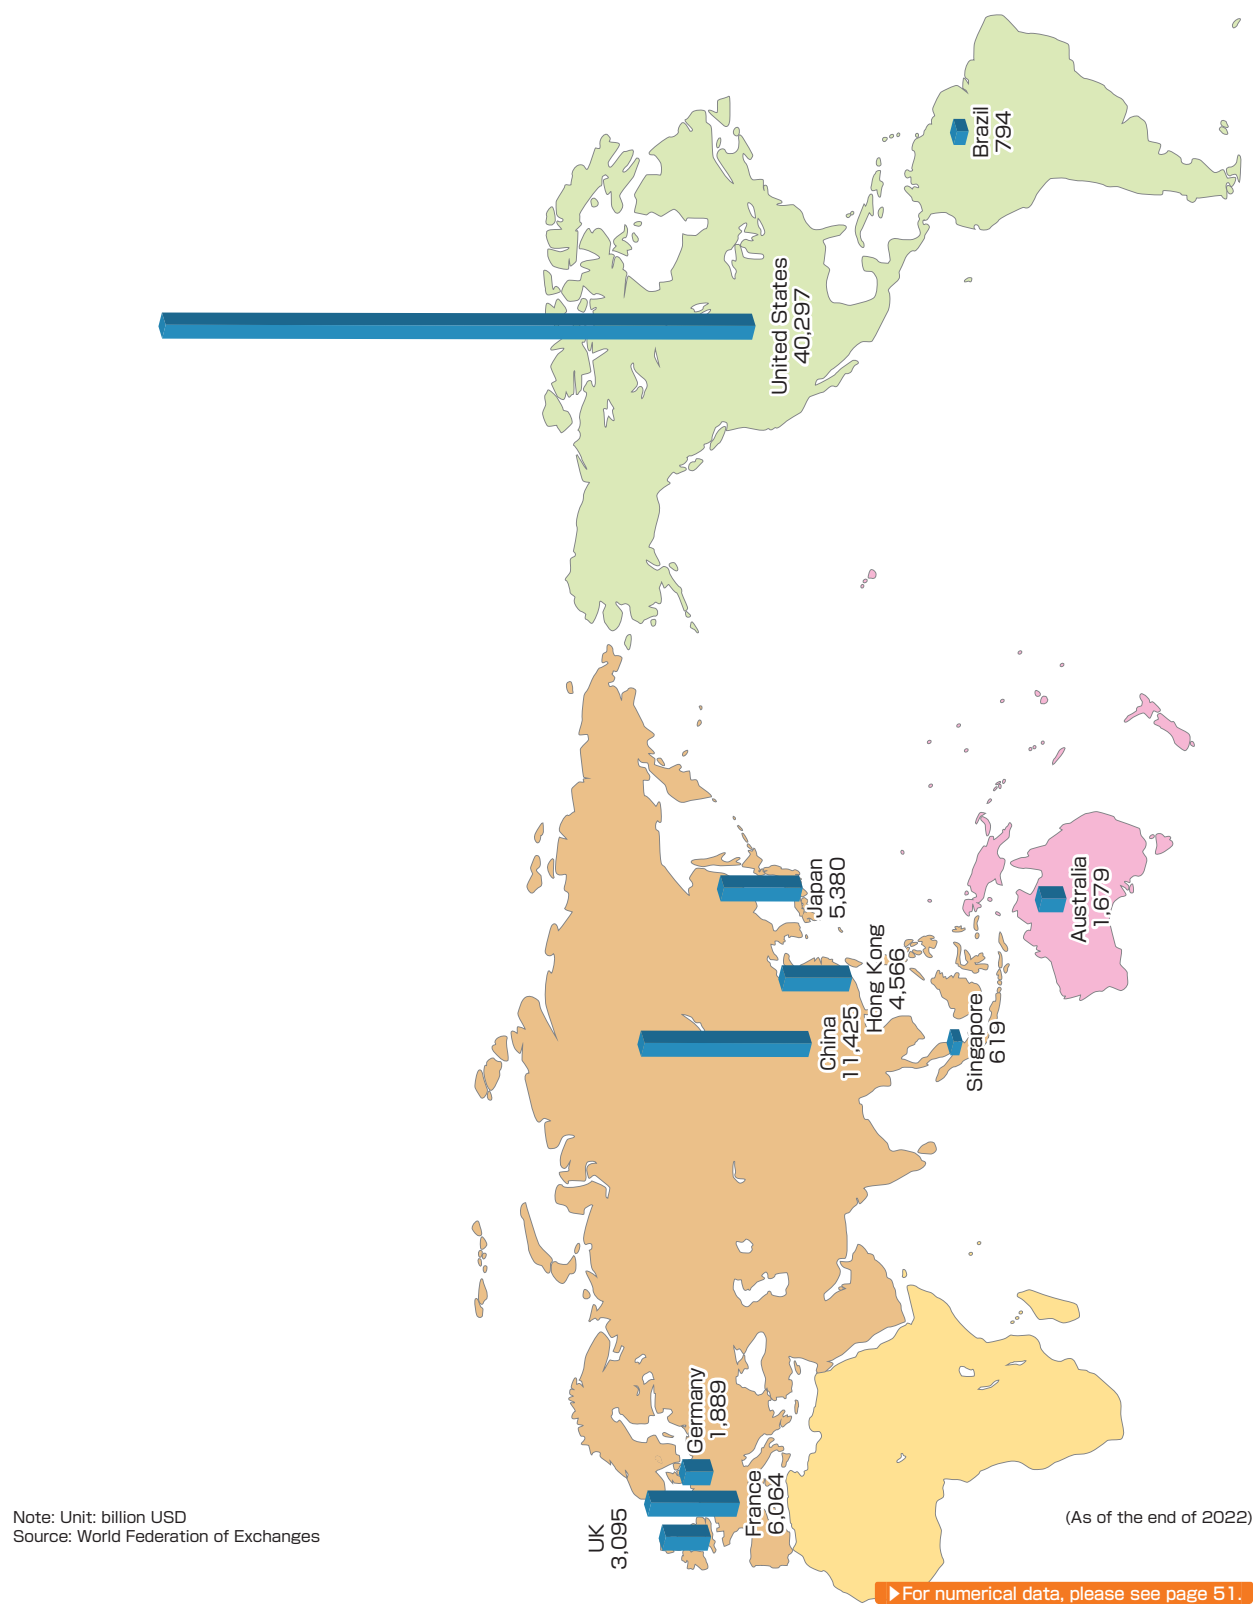 Brazil
794
United States
40,297
Japan
5,380
Australia
1,679
Hong Kong
4,566
China
11,425
Singapore
619
Germany
1,889
France
6,064
UK
3,095
Note: Unit: billion USD
Source: World Federation of Exchanges
(As of the end of 2022)
▶For numerical data, please see page 51.